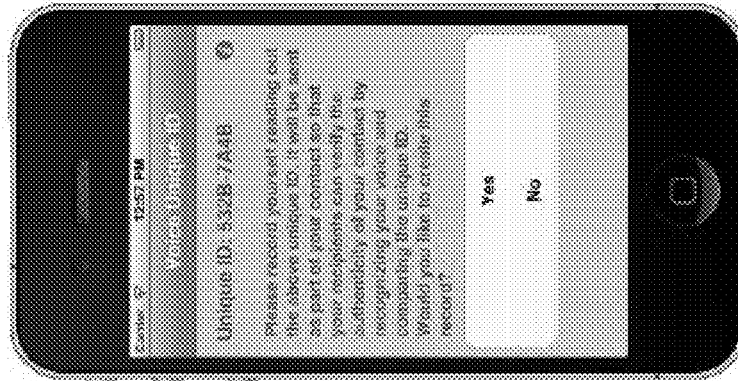 Carrier 12:57 PM
Unique ID: 532B 7A4B
"Please record yourself reading out
the above unique ID. It will be sent
as part of your contact so that
your recipients can verify the
authenticity of your contact by
recognizing your voice and
comparing the unique ID.
Would you like to create this
record?"
Yes
No